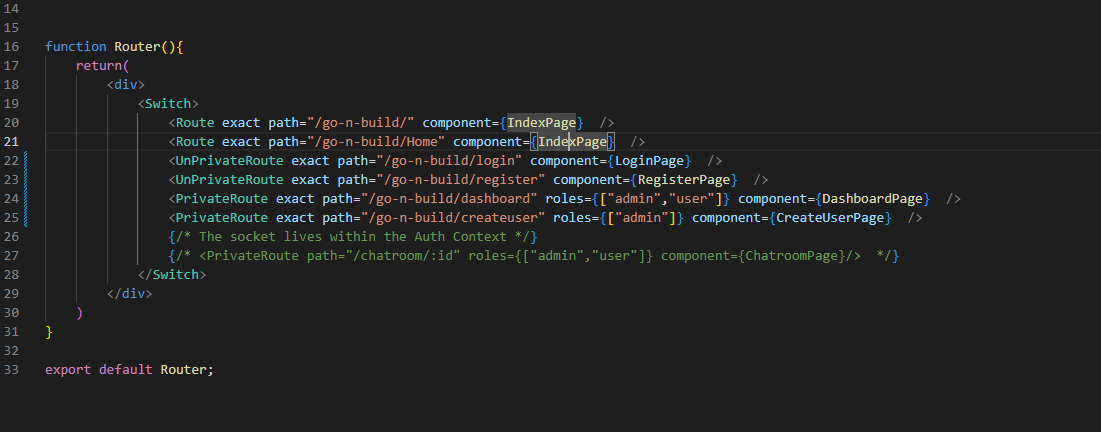 14
15
16 function Router(){
17 return(
18 <div>
19 <Switch>
20 <Route exact path="/go-n-build/" component={IndexPage} />
21 <Route exact path="/go-n-build/Home" component={IndexPage} />
22 <UnPrivateRoute exact path="/go-n-build/login" component={LoginPage} />
23 <UnPrivateRoute exact path="/go-n-build/register" component={RegisterPage} />
24 <PrivateRoute exact path="/go-n-build/dashboard" roles={["admin","user"]} component={DashboardPage} />
25 <PrivateRoute exact path="/go-n-build/createuser" roles={["admin"]} component={CreateUserPage} />
26 {/* The socket lives within the Auth Context */}
27 {/* <PrivateRoute path="/chatroom/:id" roles={["admin","user"]} component={ChatroomPage}/> */}
28 </Switch>
29 </div>
30 )
31 }
32
33 export default Router;